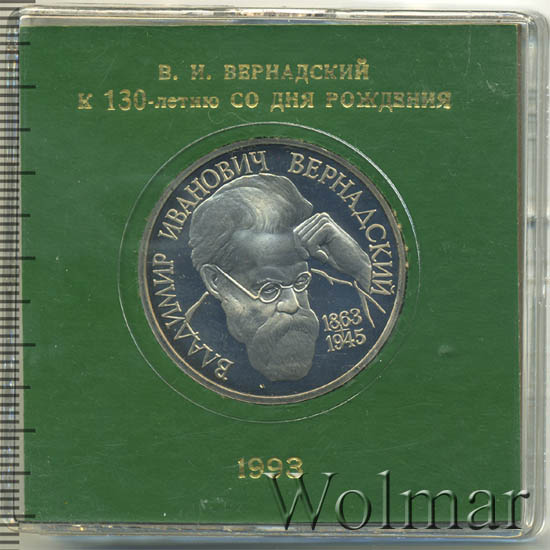 В. И. ВЕРНАДСКИЙ
К 130-летию СО ДНЯ РОЖДЕНИЯ
ВЛАДИМИР ИВАНОВИЧ ВЕРНАДСКИЙ
1863
1945
1993
Wolmar